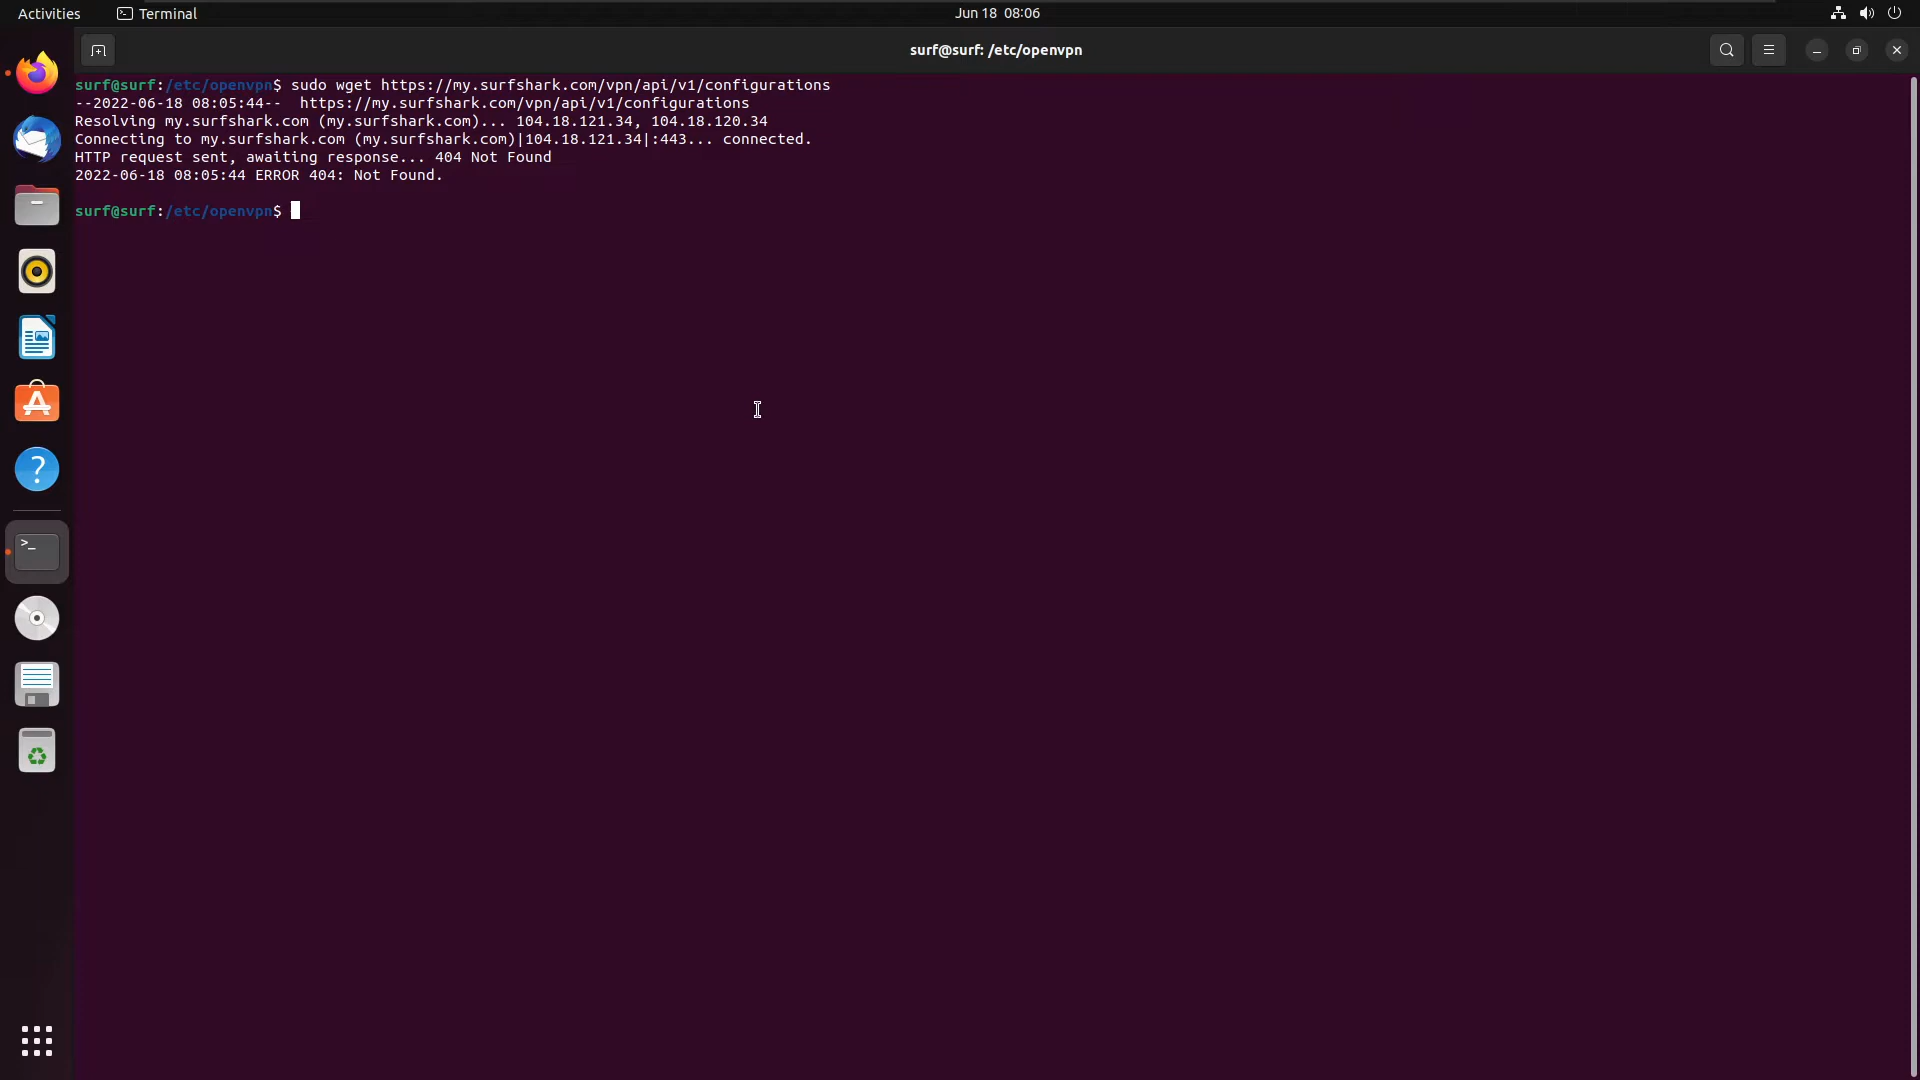 Activities Terminal Jun 18 08:06
surf@surf: /etc/openvpn
surf@surf:/etc/openvpn$ sudo wget https://my.surfshark.com/vpn/api/v1/configurations
--2022-06-18 08:05:44-- https://my.surfshark.com/vpn/api/v1/configurations
Resolving my.surfshark.com (my.surfshark.com)... 104.18.121.34, 104.18.120.34
Connecting to my.surfshark.com (my.surfshark.com)|104.18.121.34|:443... connected.
HTTP request sent, awaiting response... 404 Not Found
2022-06-18 08:05:44 ERROR 404: Not Found.
surf@surf:/etc/openvpn$